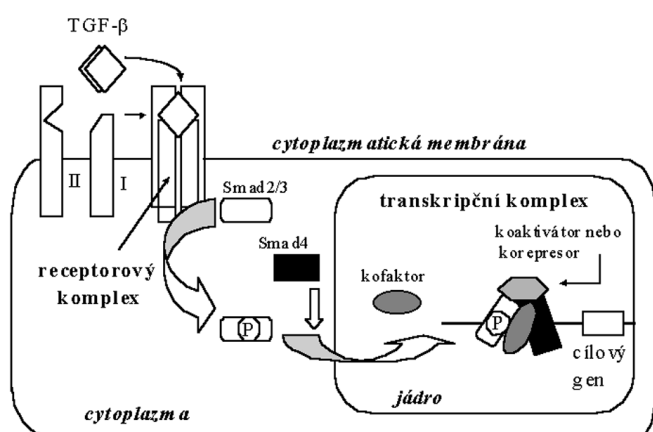 TGF-β
cytoplazmatická membrána
II
I
Smad2/3
transkripční komplex
Smad4
koaktivátor nebo
korepresor
receptorový
komplex
kofaktor
P
P
cílový
gen
cytoplazma
jádro